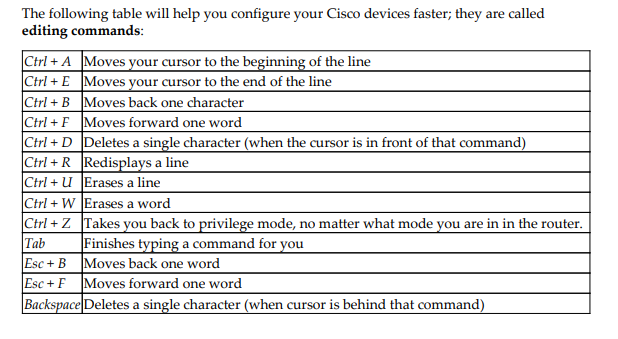 The following table will help you configure your Cisco devices faster; they are called
editing commands:
Ctrl + A Moves your cursor to the beginning of the line
Ctrl + E Moves your cursor to the end of the line
Ctrl + B Moves back one character
Ctrl + F Moves forward one word
Ctrl + D Deletes a single character (when the cursor is in front of that command)
Ctrl + R Redisplays a line
Ctrl + U Erases a line
Ctrl + W Erases a word
Ctrl + Z Takes you back to privilege mode, no matter what mode you are in in the router.
Tab Finishes typing a command for you
Esc + B Moves back one word
Esc + F Moves forward one word
Backspace Deletes a single character (when cursor is behind that command)